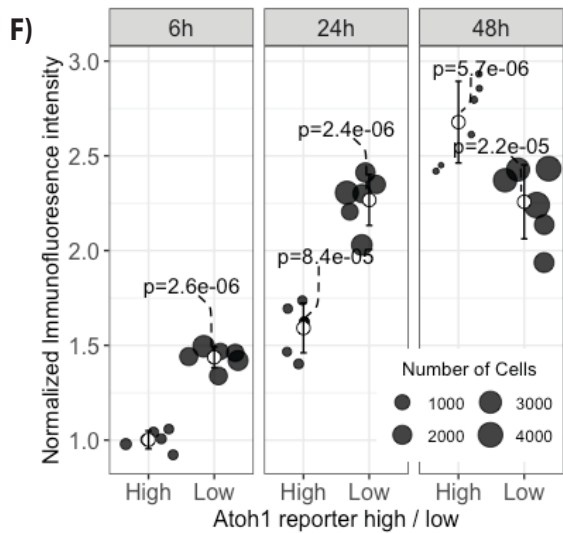 F)
6h 24h 48h
Normalized Immunofluoresence intensity
3.0
2.5
2.0
1.5
1.0
p=2.6e-06
p=2.4e-06
p=8.4e-05
p=5.7e-06
p=2.2e-05
Number of Cells
1000 3000
2000 4000
High Low High Low High Low
Atoh1 reporter high / low